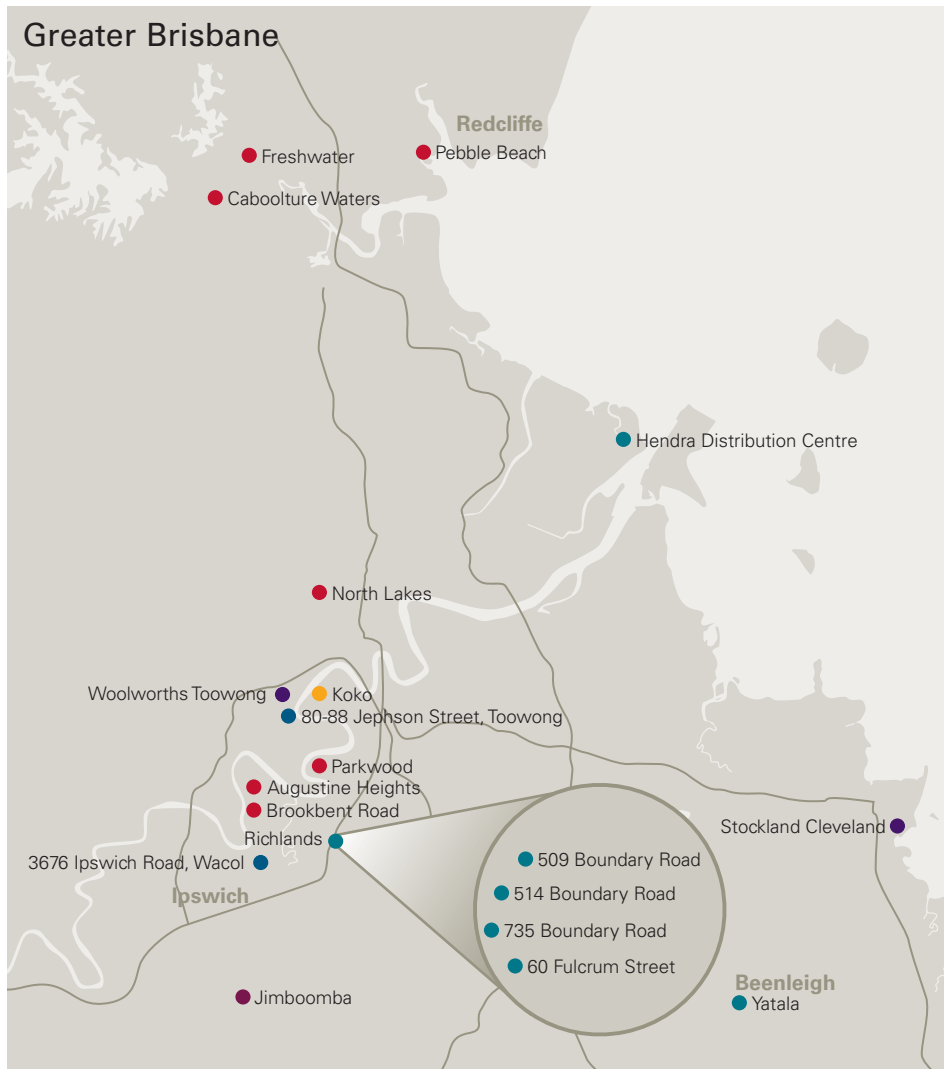 Greater Brisbane
Redcliffe
Freshwater
Pebble Beach
Caboolture Waters
Hendra Distribution Centre
North Lakes
Woolworths Toowong
Koko
80-88 Jephson Street, Toowong
Parkwood
Augustine Heights
Brookbent Road
Stockland Cleveland
Richlands
3676 Ipswich Road, Wacol
Ipswich
509 Boundary Road
514 Boundary Road
735 Boundary Road
60 Fulcrum Street
Beenleigh
Jimboomba
Yatala